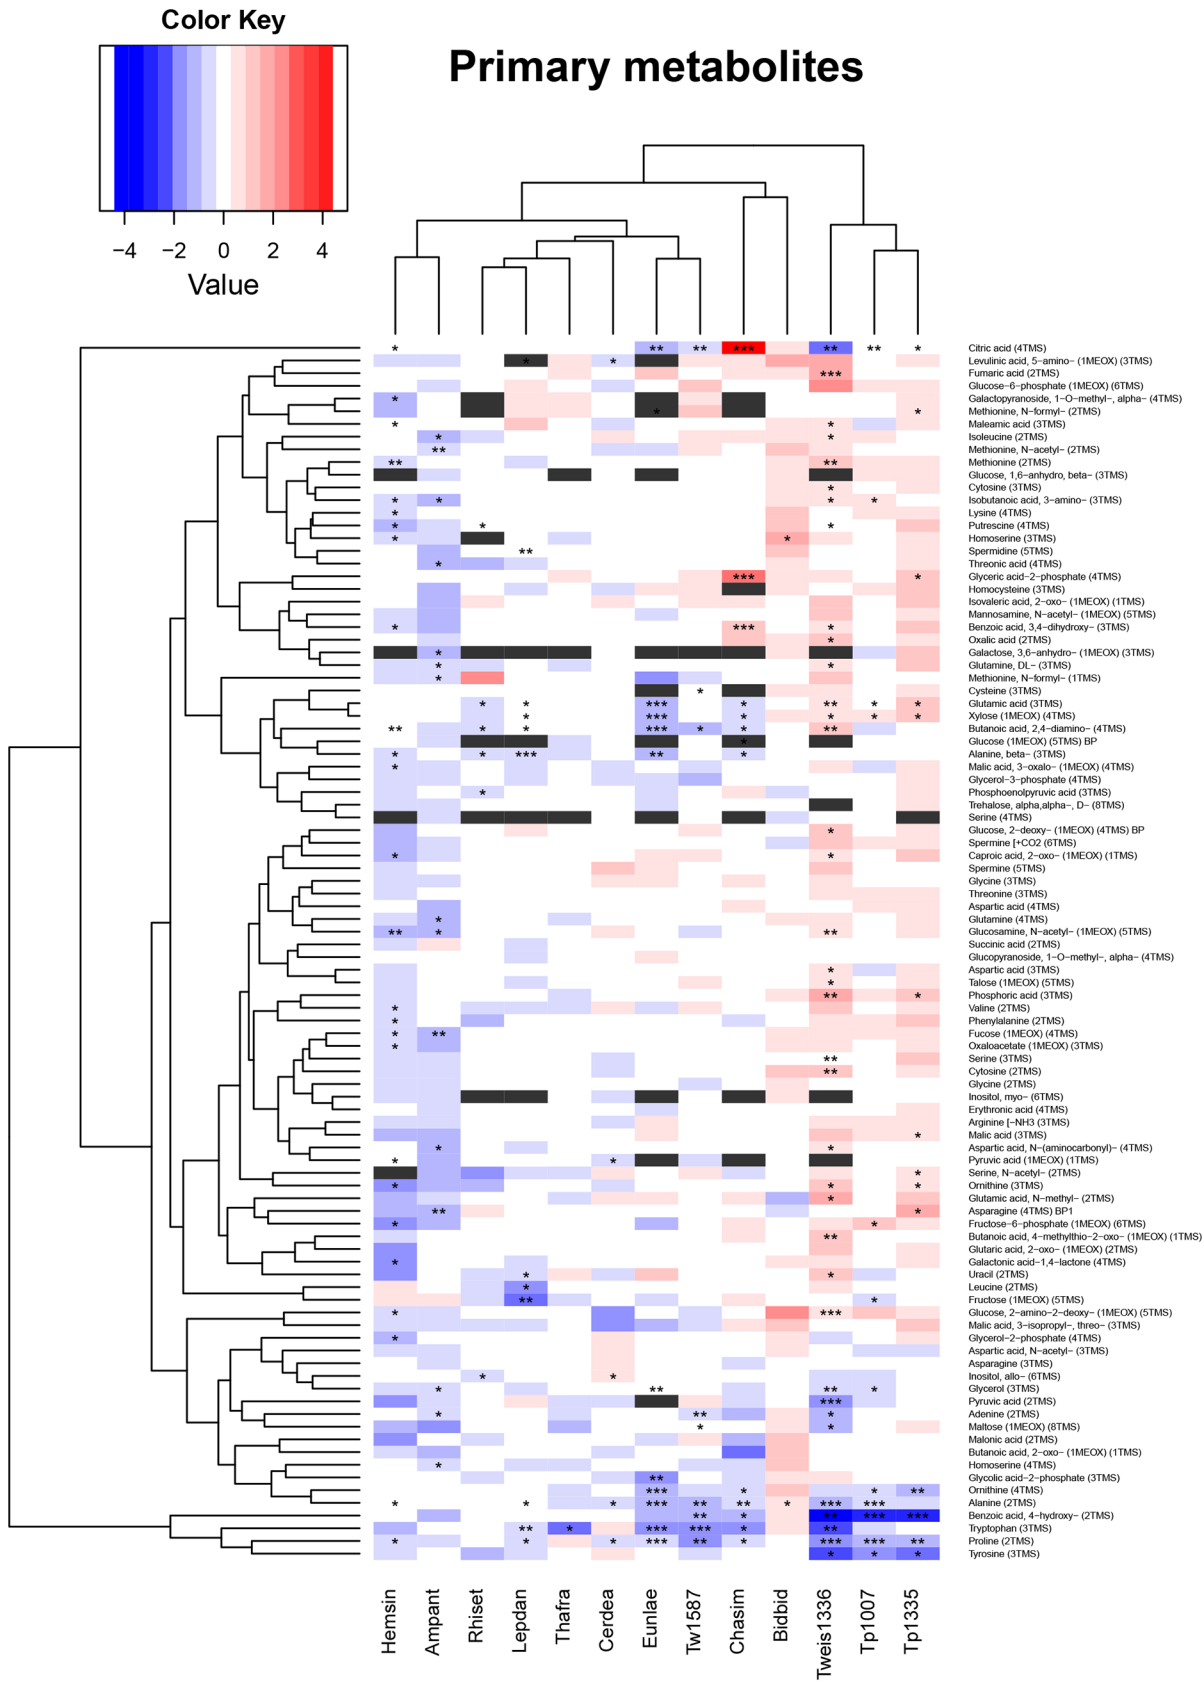 Color Key
Primary metabolites
−4 −2 0 2 4
Value
* ** ** *** ** ** * Citric acid (4TMS)
* * Levulinic acid, 5−amino− (1MEOX) (3TMS)
*** Fumaric acid (2TMS)
Glucose−6−phosphate (1MEOX) (6TMS)
* Galactopyranoside, 1−O−methyl−, alpha− (4TMS)
* * Methionine, N−formyl− (2TMS)
* * Maleamic acid (3TMS)
* * Isoleucine (2TMS)
** Methionine, N−acetyl− (2TMS)
** ** Methionine (2TMS)
Glucose, 1,6−anhydro, beta− (3TMS)
* Cytosine (3TMS)
* * * * Isobutanoic acid, 3−amino− (3TMS)
* Lysine (4TMS)
* * * Putrescine (4TMS)
* * Homoserine (3TMS)
** Spermidine (5TMS)
* Threonic acid (4TMS)
*** * Glyceric acid−2−phosphate (4TMS)
Homocysteine (3TMS)
Isovaleric acid, 2−oxo− (1MEOX) (1TMS)
Mannosamine, N−acetyl− (1MEOX) (5TMS)
* *** * Benzoic acid, 3,4−dihydroxy− (3TMS)
* Oxalic acid (2TMS)
* Galactose, 3,6−anhydro− (1MEOX) (3TMS)
* * Glutamine, DL− (3TMS)
* Methionine, N−formyl− (1TMS)
* Cysteine (3TMS)
* * *** * ** * * Glutamic acid (3TMS)
* *** * * * * Xylose (1MEOX) (4TMS)
** * * *** * * ** Butanoic acid, 2,4−diamino− (4TMS)
* Glucose (1MEOX) (5TMS) BP
* * *** ** * Alanine, beta− (3TMS)
* Malic acid, 3−oxalo− (1MEOX) (4TMS)
Glycerol−3−phosphate (4TMS)
* Phosphoenolpyruvic acid (3TMS)
Trehalose, alpha,alpha−, D− (8TMS)
Serine (4TMS)
* Glucose, 2−deoxy− (1MEOX) (4TMS) BP
Spermine [+CO2 (6TMS)
* * Caproic acid, 2−oxo− (1MEOX) (1TMS)
Spermine (5TMS)
Glycine (3TMS)
Threonine (3TMS)
Aspartic acid (4TMS)
* Glutamine (4TMS)
** * ** Glucosamine, N−acetyl− (1MEOX) (5TMS)
Succinic acid (2TMS)
Glucopyranoside, 1−O−methyl−, alpha− (4TMS)
* Aspartic acid (3TMS)
* Talose (1MEOX) (5TMS)
** * Phosphoric acid (3TMS)
* Valine (2TMS)
* Phenylalanine (2TMS)
* ** Fucose (1MEOX) (4TMS)
* Oxaloacetate (1MEOX) (3TMS)
** Serine (3TMS)
** Cytosine (2TMS)
Glycine (2TMS)
Inositol, myo− (6TMS)
Erythronic acid (4TMS)
Arginine [−NH3 (3TMS)
* Malic acid (3TMS)
* * Aspartic acid, N−(aminocarbonyl)− (4TMS)
* * Pyruvic acid (1MEOX) (1TMS)
* Serine, N−acetyl− (2TMS)
* * * Ornithine (3TMS)
* Glutamic acid, N−methyl− (2TMS)
** * Asparagine (4TMS) BP1
* * Fructose−6−phosphate (1MEOX) (6TMS)
** Butanoic acid, 4−methylthio−2−oxo− (1MEOX) (1TMS)
Glutaric acid, 2−oxo− (1MEOX) (2TMS)
* Galactonic acid−1,4−lactone (4TMS)
* * Uracil (2TMS)
* Leucine (2TMS)
** * Fructose (1MEOX) (5TMS)
* *** Glucose, 2−amino−2−deoxy− (1MEOX) (5TMS)
Malic acid, 3−isopropyl−, threo− (3TMS)
* Glycerol−2−phosphate (4TMS)
Aspartic acid, N−acetyl− (3TMS)
Asparagine (3TMS)
* * Inositol, allo− (6TMS)
* ** ** * Glycerol (3TMS)
*** Pyruvic acid (2TMS)
* ** * Adenine (2TMS)
* * Maltose (1MEOX) (8TMS)
Malonic acid (2TMS)
Butanoic acid, 2−oxo− (1MEOX) (1TMS)
* Homoserine (4TMS)
** Glycolic acid−2−phosphate (3TMS)
*** * * ** Ornithine (4TMS)
* * * *** ** ** * *** *** Alanine (2TMS)
** * ** *** *** Benzoic acid, 4−hydroxy− (2TMS)
** * *** *** * ** Tryptophan (3TMS)
* * * *** ** * *** *** ** Proline (2TMS)
* * * Tyrosine (3TMS)
Hemsin Ampant Rhiset Lepdan Thafra Cerdea Eunlae Tw1587 Chasim Bidbid Tweis1336 Tp1007 Tp1335